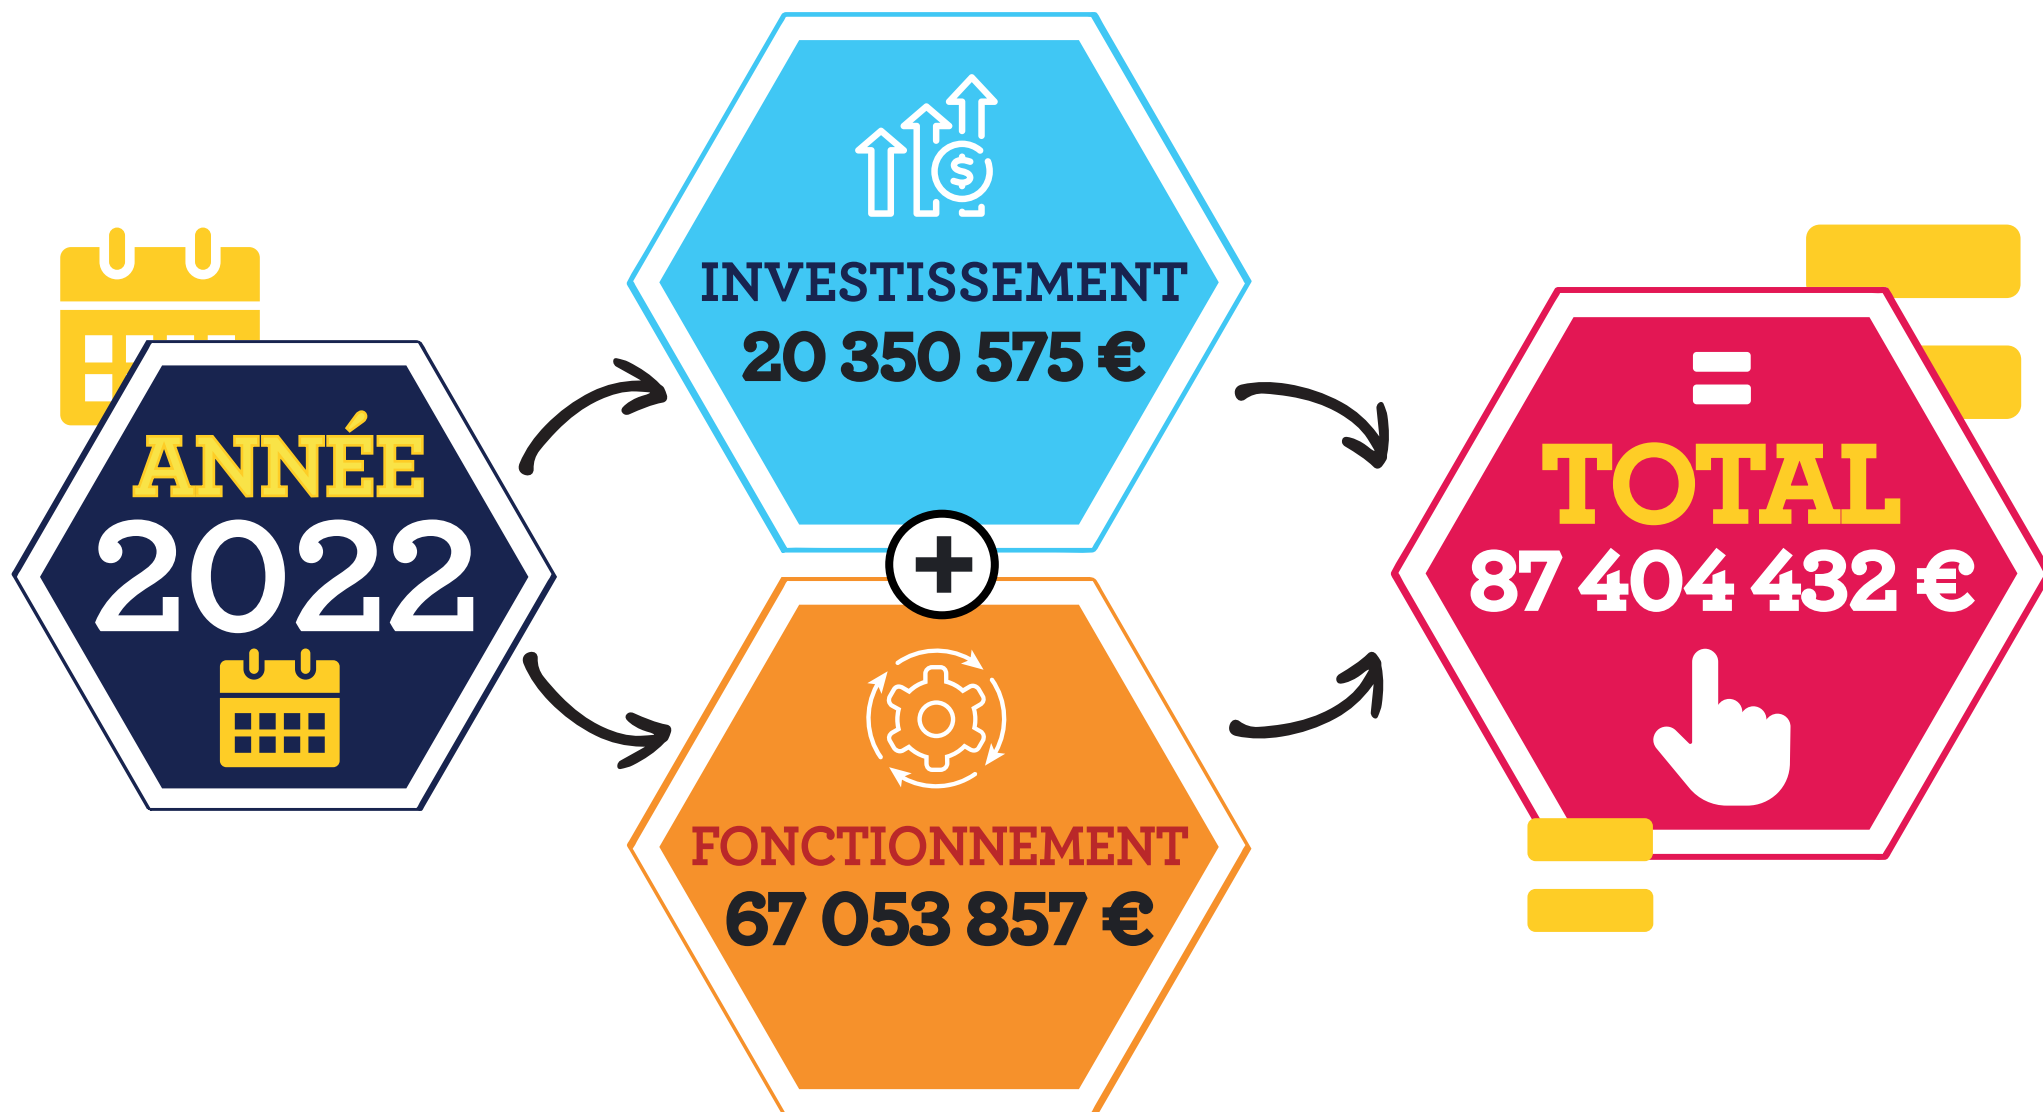 ANNÉE
2022
INVESTISSEMENT
20 350 575 €
+
FONCTIONNEMENT
67 053 857 €
=
TOTAL
87 404 432 €